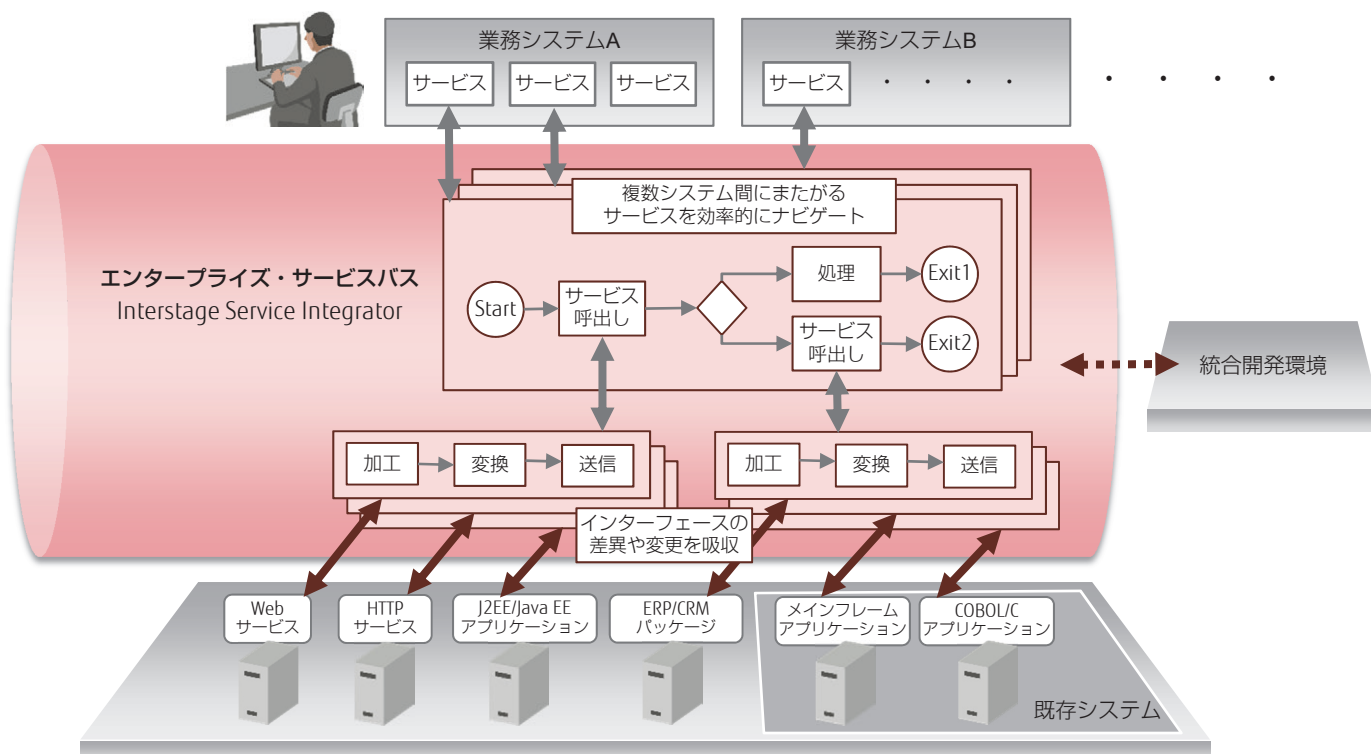 業務システムA
サービス
サービス
サービス
業務システムB
サービス
・ ・ ・ ・
・ ・ ・ ・
複数システム間にまたがる
サービスを効率的にナビゲート
エンタープライズ・サービスバス
Interstage Service Integrator
Start
サービス
呼出し
処理
Exit1
サービス
呼出し
Exit2
統合開発環境
加工
変換
送信
加工
変換
送信
インターフェースの
差異や変更を吸収
Web
サービス
HTTP
サービス
J2EE/Java EE
アプリケーション
ERP/CRM
パッケージ
メインフレーム
アプリケーション
COBOL/C
アプリケーション
既存システム